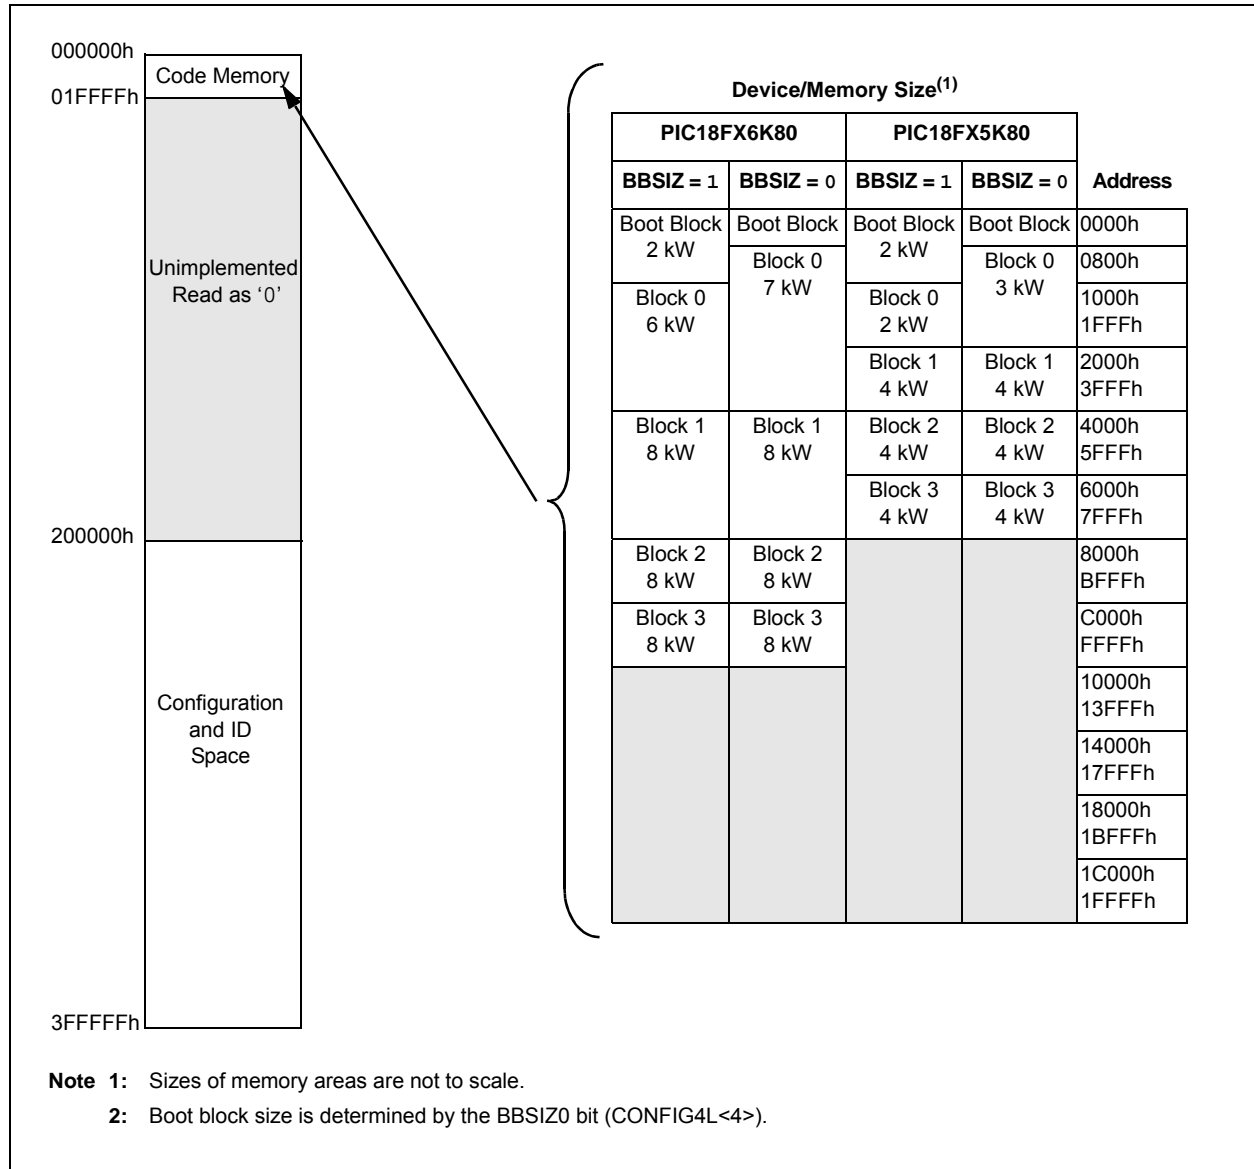 000000h
Code Memory
01FFFFh
Unimplemented
Read as ‘0’
200000h
Configuration
and ID
Space
3FFFFFh
Device/Memory Size(1)
PIC18FX6K80 PIC18FX5K80
BBSIZ = 1 BBSIZ = 0 BBSIZ = 1 BBSIZ = 0 Address
Boot Block Boot Block Boot Block Boot Block 0000h
2 kW 2 kW
Block 0 Block 0 0800h
7 kW 3 kW
Block 0 Block 0 1000h
6 kW 2 kW 1FFFh
Block 1 Block 1 2000h
4 kW 4 kW 3FFFh
Block 1 Block 1 Block 2 Block 2 4000h
8 kW 8 kW 4 kW 4 kW 5FFFh
Block 3 Block 3 6000h
4 kW 4 kW 7FFFh
Block 2 Block 2 8000h
8 kW 8 kW BFFFh
Block 3 Block 3 C000h
8 kW 8 kW FFFFh
10000h
13FFFh
14000h
17FFFh
18000h
1BFFFh
1C000h
1FFFFh
Note 1: Sizes of memory areas are not to scale.
2: Boot block size is determined by the BBSIZ0 bit (CONFIG4L<4>).